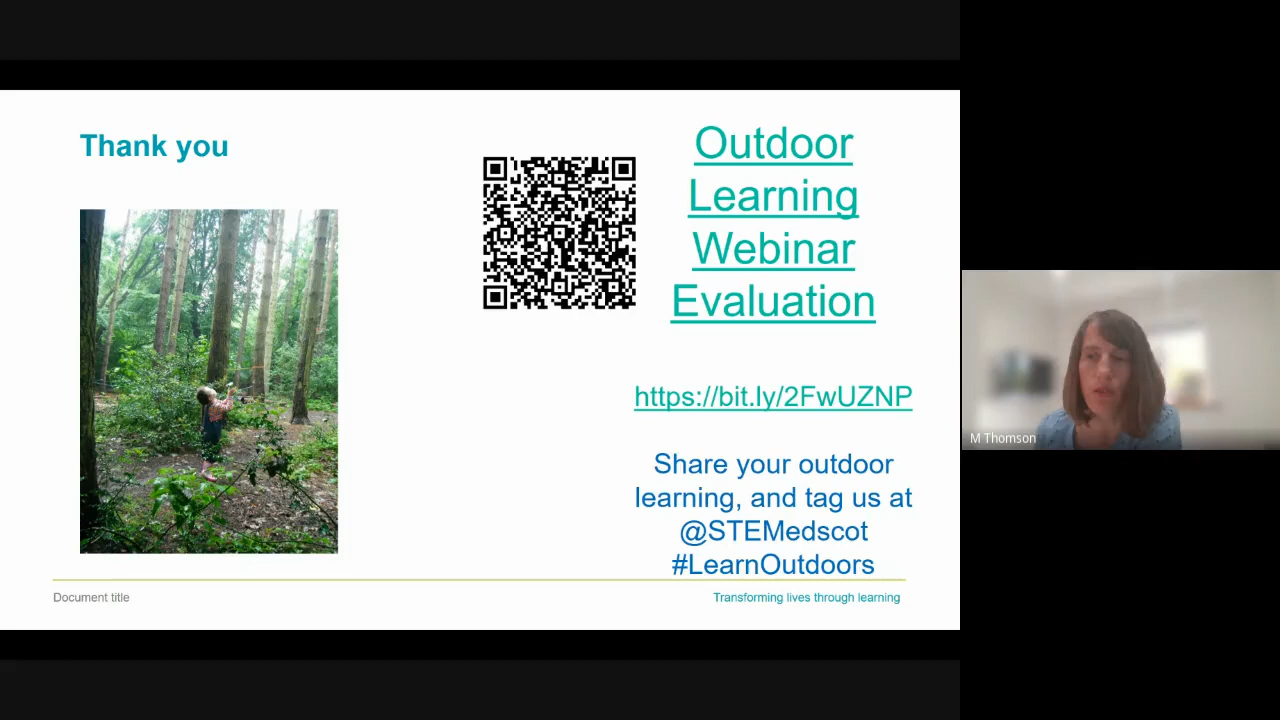 Thank you
Outdoor
Learning
Webinar
Evaluation
https://bit.ly/2FwUZNP
Share your outdoor
learning, and tag us at
@STEMedscot
#LearnOutdoors
Document title
Transforming lives through learning
M Thomson